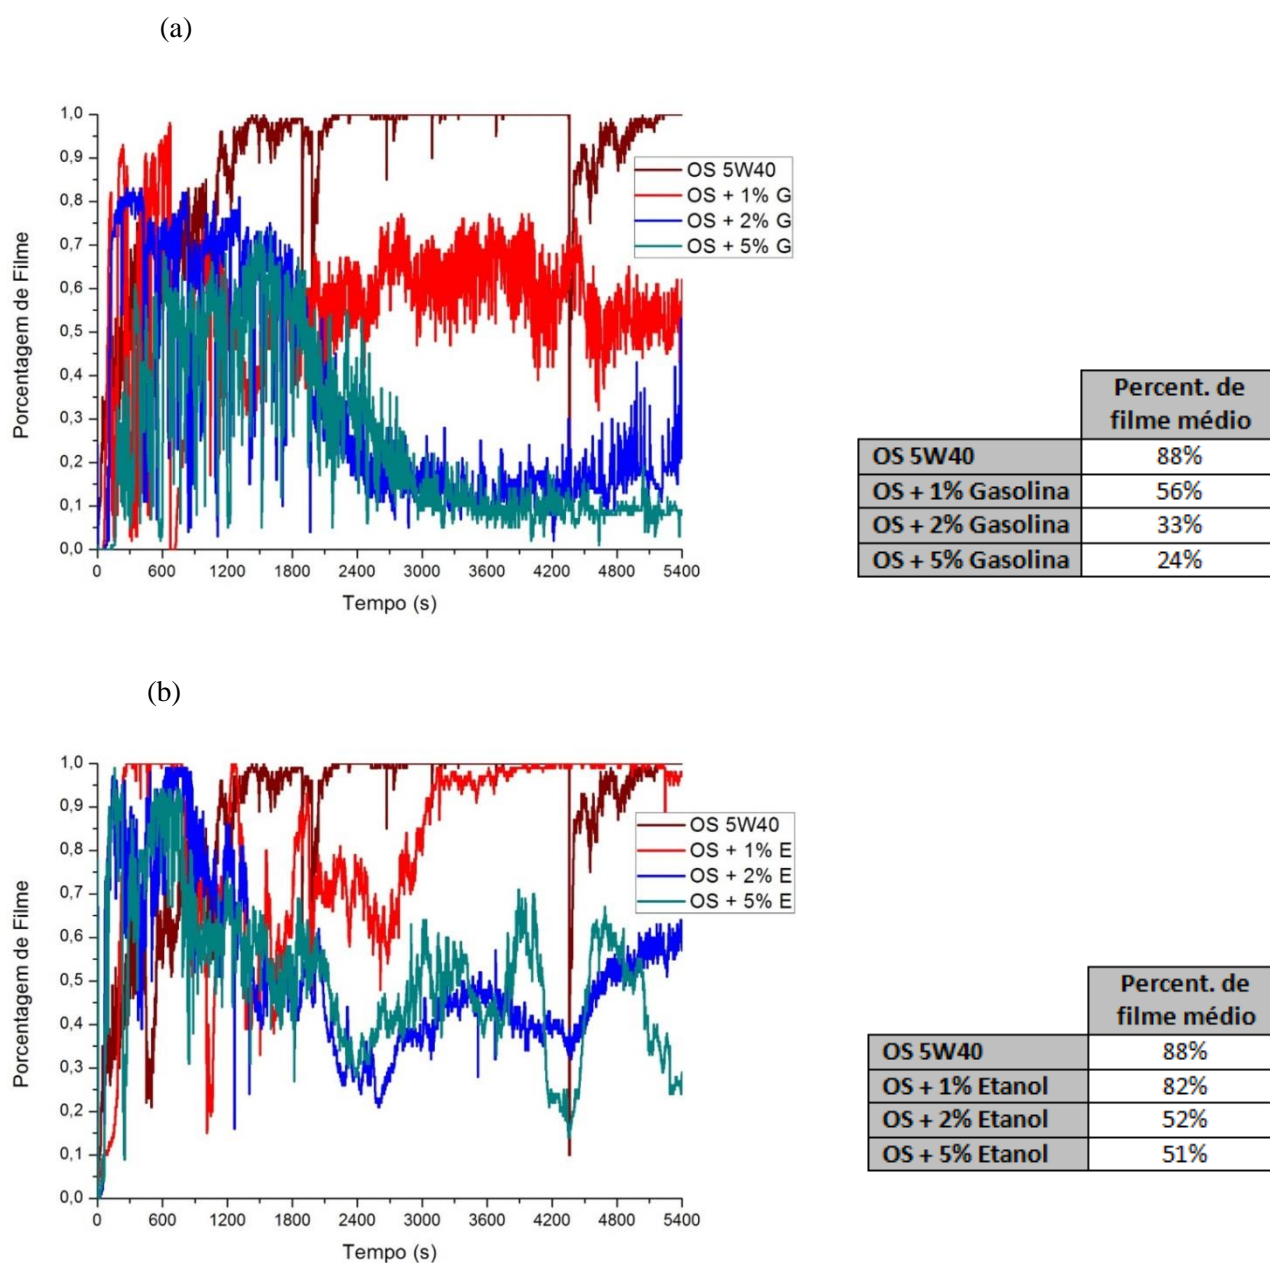 (a)
1,0
0,9
0,8
0,7
0,6
0,5
0,4
0,3
0,2
0,1
0,0
Porcentagem de Filme
OS 5W40
OS + 1% G
OS + 2% G
OS + 5% G
0 600 1200 1800 2400 3000 3600 4200 4800 5400
Tempo (s)
Percent. de
filme médio
OS 5W40 88%
OS + 1% Gasolina 56%
OS + 2% Gasolina 33%
OS + 5% Gasolina 24%
(b)
1,0
0,9
0,8
0,7
0,6
0,5
0,4
0,3
0,2
0,1
0,0
Porcentagem de Filme
OS 5W40
OS + 1% E
OS + 2% E
OS + 5% E
0 600 1200 1800 2400 3000 3600 4200 4800 5400
Tempo (s)
Percent. de
filme médio
OS 5W40 88%
OS + 1% Etanol 82%
OS + 2% Etanol 52%
OS + 5% Etanol 51%